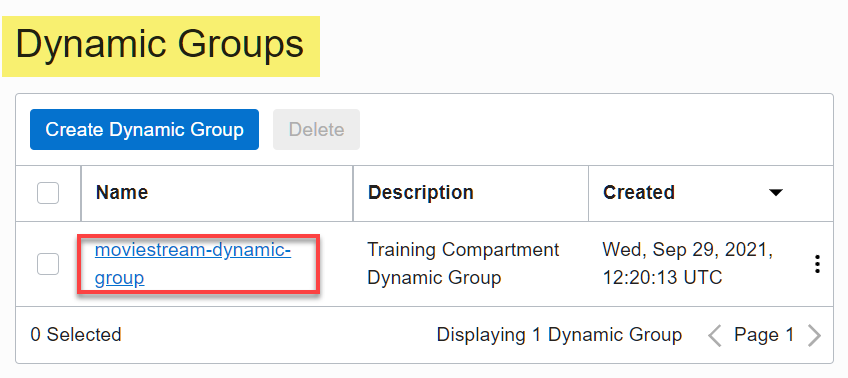 Dynamic Groups
Create Dynamic Group Delete
Name Description Created
moviestream-dynamic- Training Compartment Wed, Sep 29, 2021,
group Dynamic Group 12:20:13 UTC
0 Selected Displaying 1 Dynamic Group Page 1